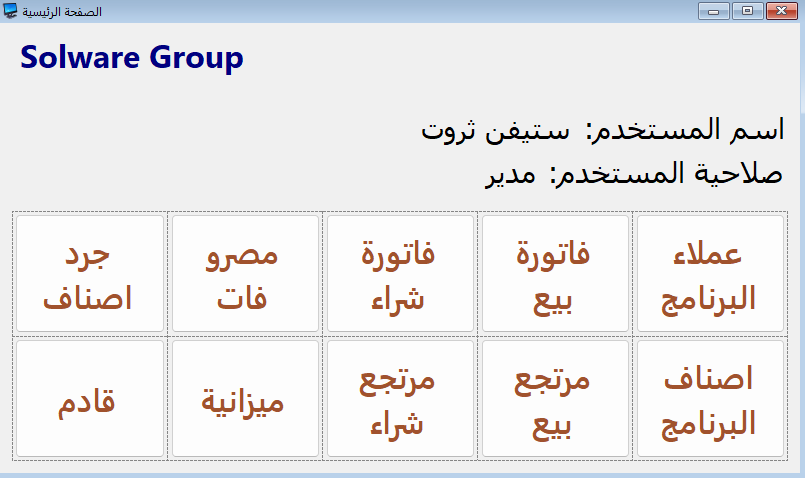 الصفحة الرئيسية
Solware Group
اسم المستخدم: ستيفن ثروت
صلاحية المستخدم: مدير
عملاء
البرنامج
فاتورة
بيع
فاتورة
شراء
مصرو
فات
جرد
اصناف
اصناف
البرنامج
مرتجع
بيع
مرتجع
شراء
ميزانية
قادم